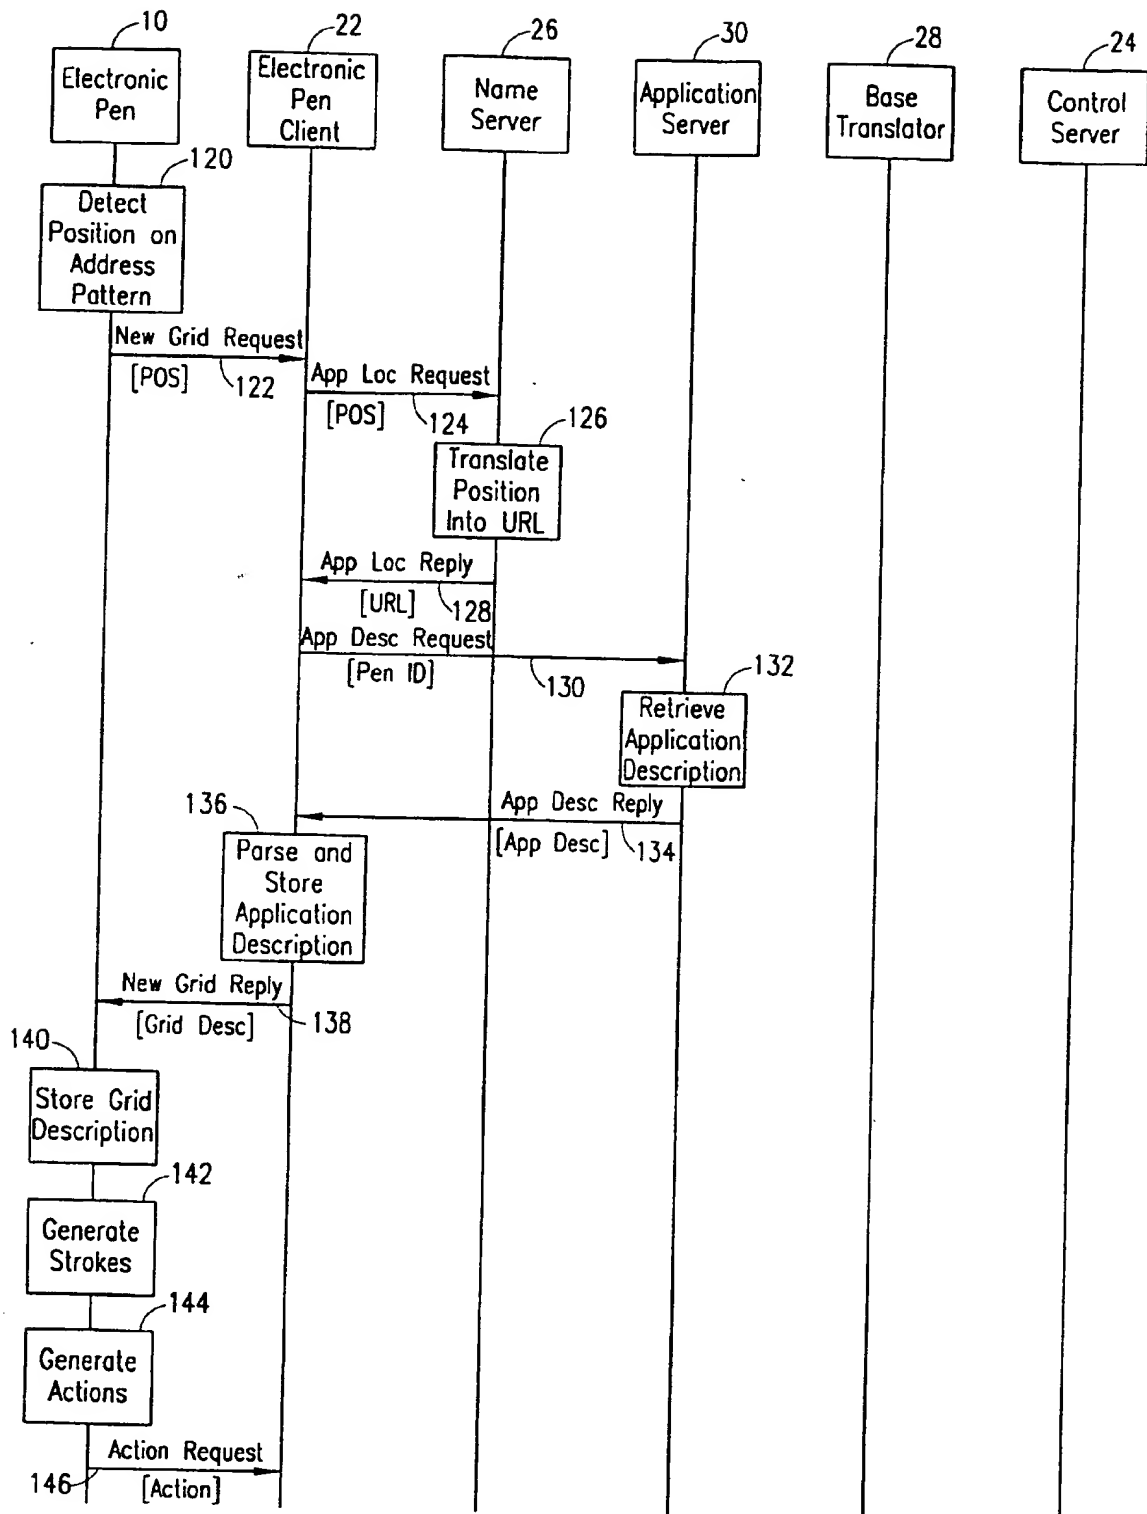 10
22
26
30
28
24
Electronic
Pen
Electronic
Pen
Client
Name
Server
Application
Server
Base
Translator
Control
Server
120
Detect
Position on
Address
Pattern
New Grid Request
[POS]
122
App Loc Request
[POS]
124
126
Translate
Position
Into URL
App Loc Reply
[URL]
128
App Desc Request
[Pen ID]
130
132
Retrieve
Application
Description
App Desc Reply
[App Desc]
134
136
Parse and
Store
Application
Description
New Grid Reply
[Grid Desc]
138
140
Store Grid
Description
142
Generate
Strokes
144
Generate
Actions
Action Request
146
[Action]